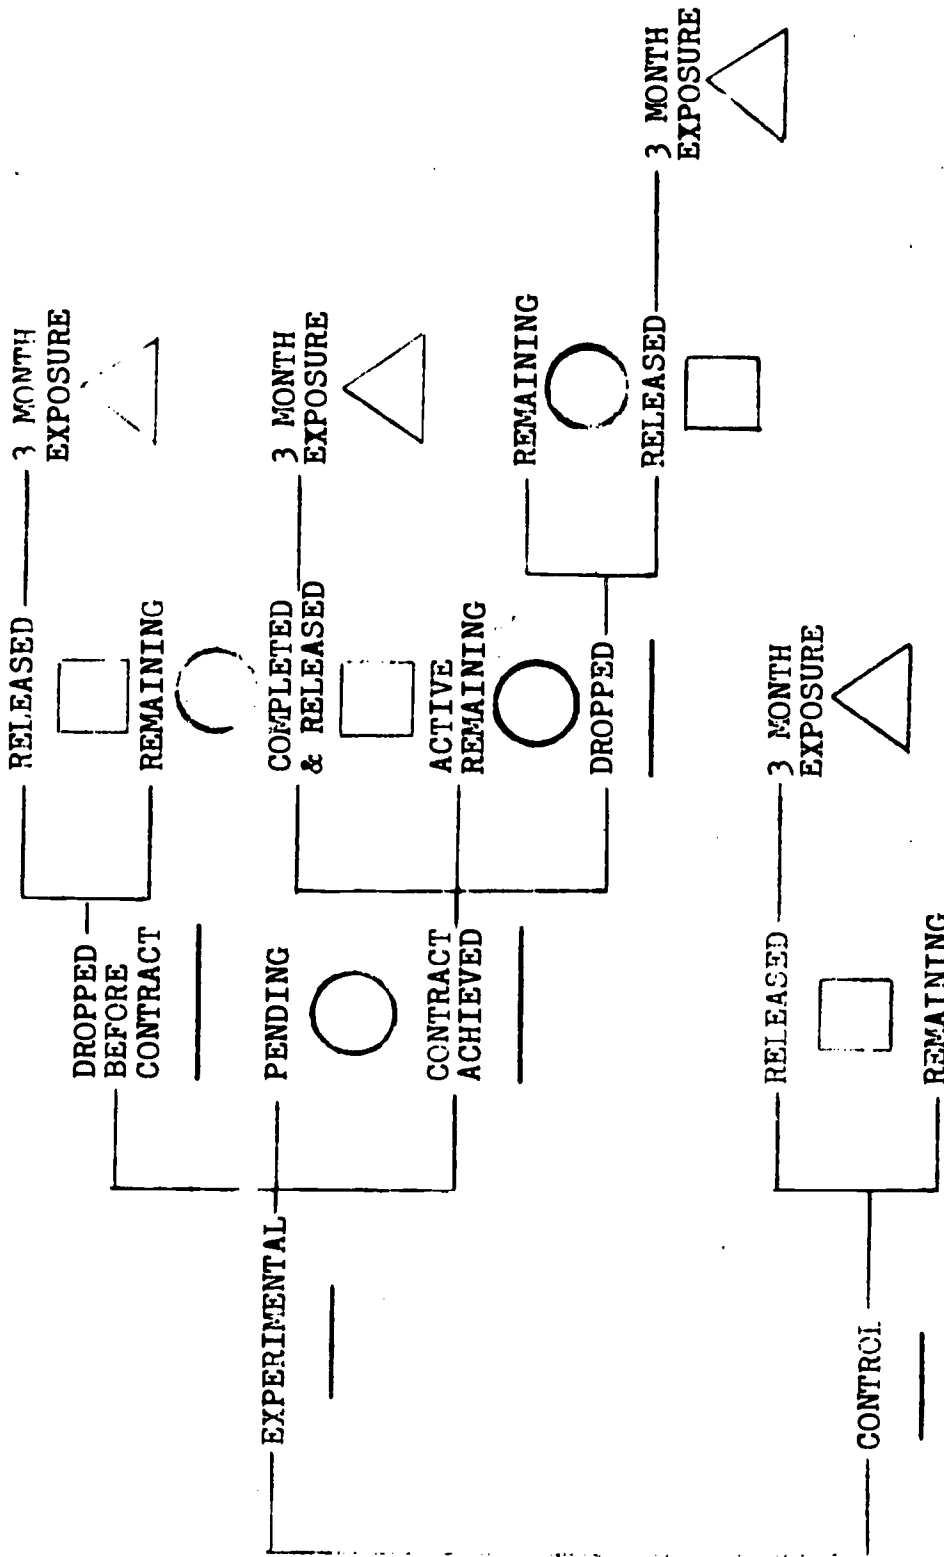 EXPERIMENTAL
DROPPED
BEFORE
CONTRACT
RELEASED
3 MONTH
EXPOSURE
REMAINING
PENDING
CONTRACT
ACHIEVED
COMPLETED
& RELEASED
3 MONTH
EXPOSURE
ACTIVE
REMAINING
DROPPED
REMAINING
RELEASED
3 MONTH
EXPOSURE
CONTROL
RELEASED
3 MONTH
EXPOSURE
REMAINING